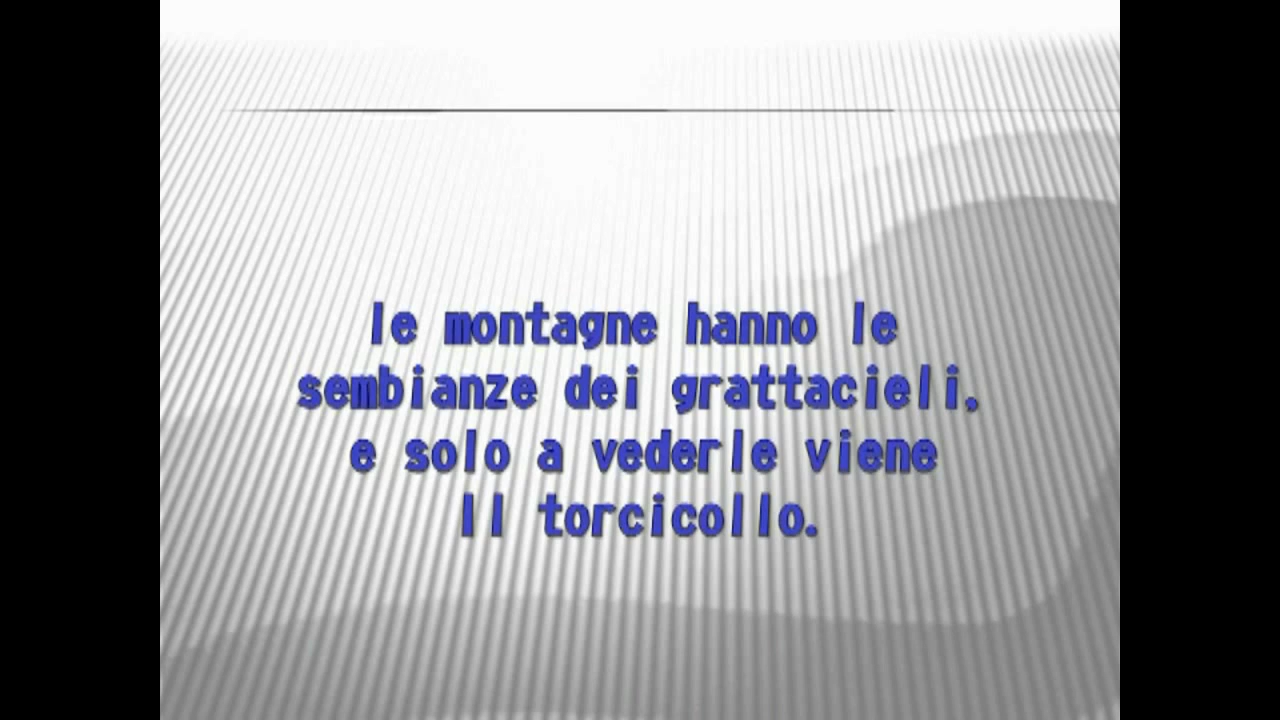 le montagne hanno le
sembianze dei grattacieli,
e solo a vederle viene
Il torcicollo.